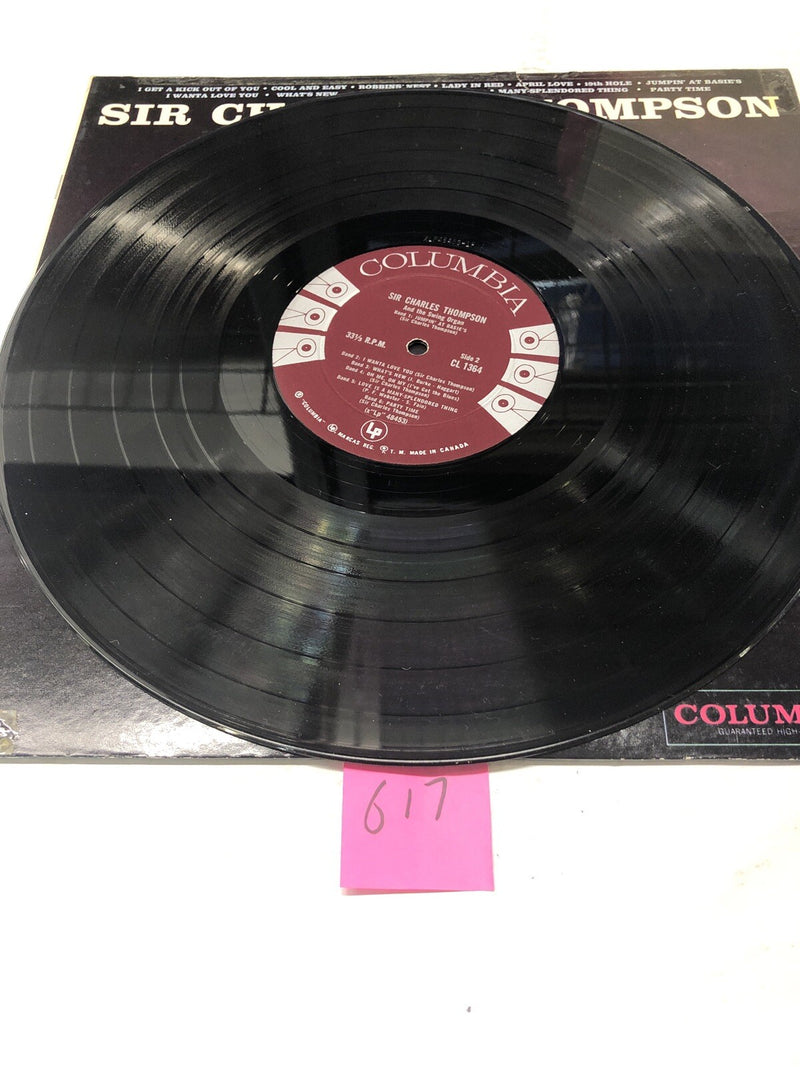 I GET A KICK OUT OF YOU • COOL AND EASY • ROBBINS' NEST • LADY IN RED • APRIL LOVE • 19th HOLE • JUMPIN' AT BASIE'S
I WANTA LOVE YOU • WHAT'S NEW • MANY-SPLENDORED THING • PARTY TIME
SIR CH OMPSON
COLUMBIA
SIR CHARLES THOMPSON
And the Swing Organ
Band 1: JUMPIN' AT BASIE'S
(Sir Charles Thompson)
33⅓ R.P.M.
Side 2
CL 1364
Band 2: I WANTA LOVE YOU (Sir Charles Thompson)
Band 3: WHAT'S NEW (J. Burke - Haggart)
Band 4: OH ME, OH MY (I've Got the Blues)
(Sir Charles Thompson)
Band 5: LOVE IS A MANY-SPLENDORED THING
(P. Webster - S. Fain)
Band 6: PARTY TIME
(Sir Charles Thompson)
(x"Lp" 48453)
Lp
® "COLUMBIA" MARCAS REG. T. M. MADE IN CANADA
COLUM
GUARANTEED HIGH-
617